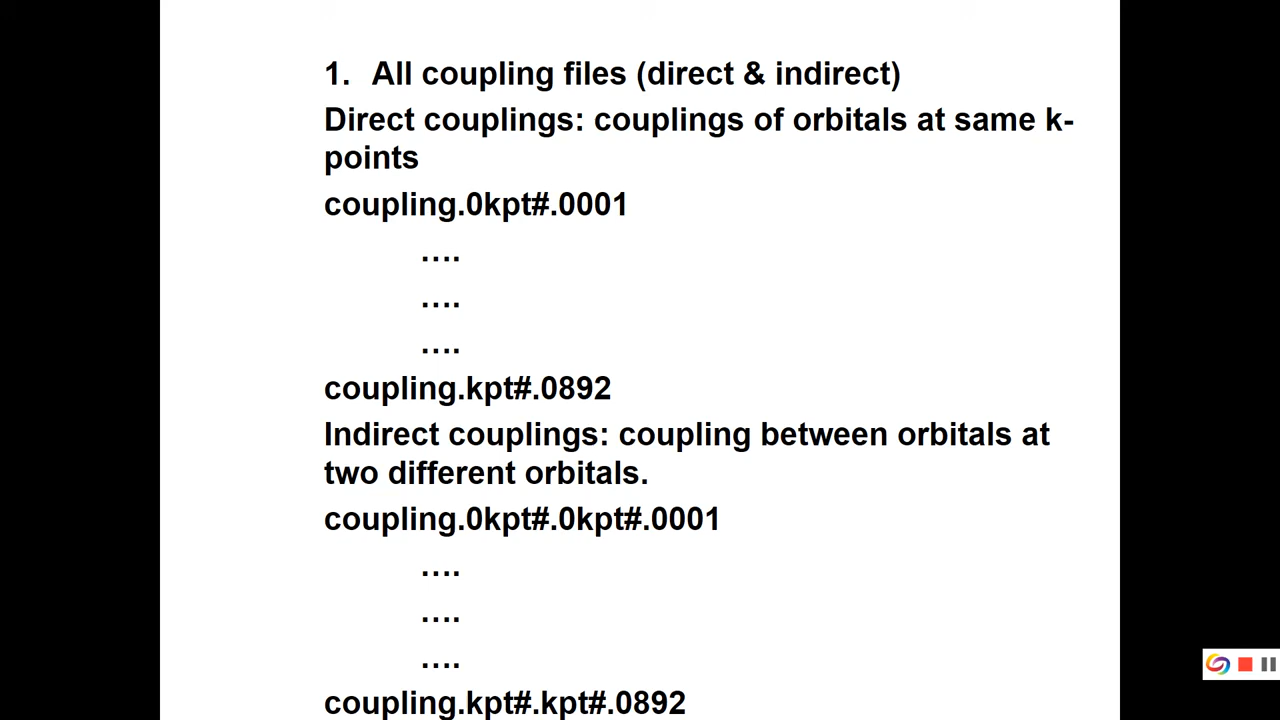 1. All coupling files (direct & indirect)
Direct couplings: couplings of orbitals at same k-
points
coupling.0kpt#.0001
….
….
….
coupling.kpt#.0892
Indirect couplings: coupling between orbitals at
two different orbitals.
coupling.0kpt#.0kpt#.0001
….
….
….
coupling.kpt#.kpt#.0892